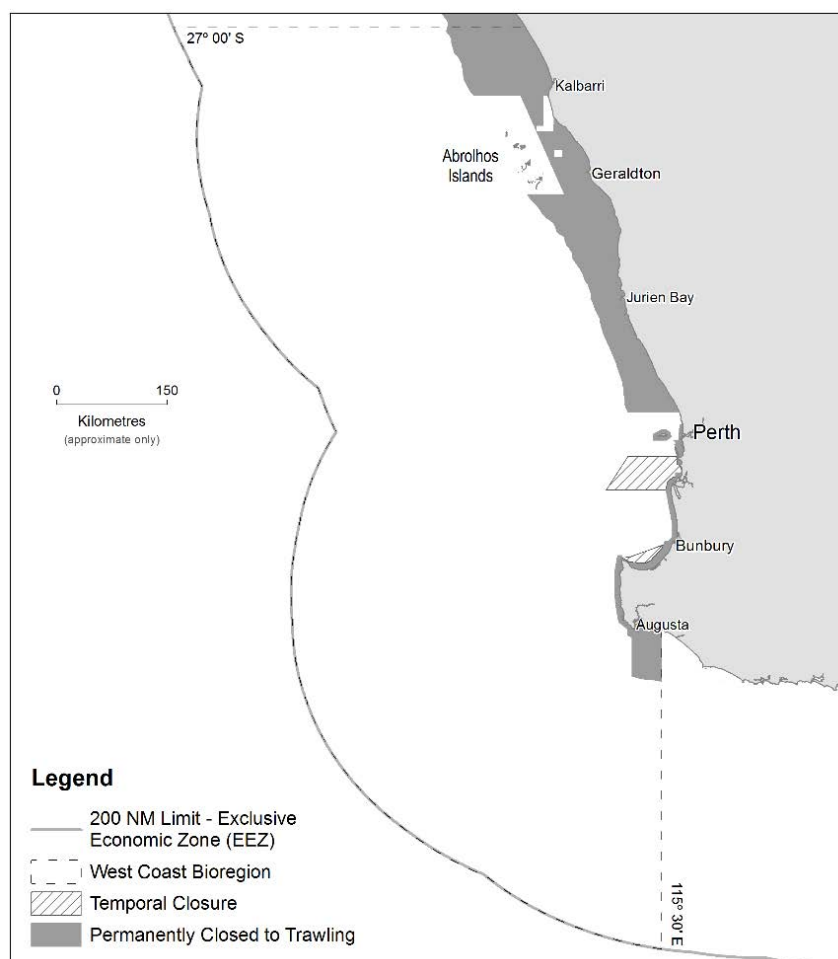 27° 00' S
Kalbarri
Abrolhos
Islands
Geraldton
Jurien Bay
0 150
Kilometres
(approximate only)
Perth
Bunbury
Augusta
115° 30' E
Legend
200 NM Limit - Exclusive
Economic Zone (EEZ)
West Coast Bioregion
Temporal Closure
Permanently Closed to Trawling